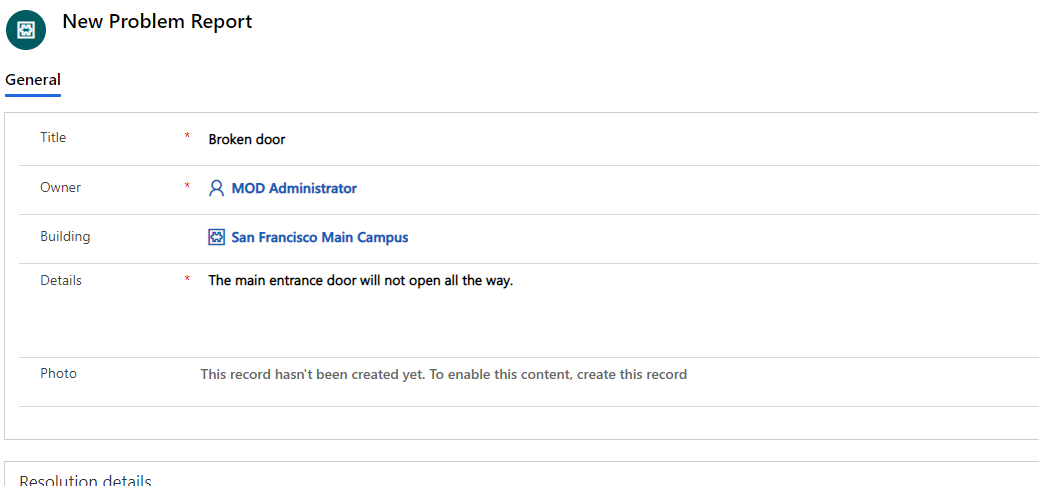 New Problem Report
General
Title * Broken door
Owner * MOD Administrator
Building San Francisco Main Campus
Details * The main entrance door will not open all the way.
Photo This record hasn't been created yet. To enable this content, create this record
Resolution details